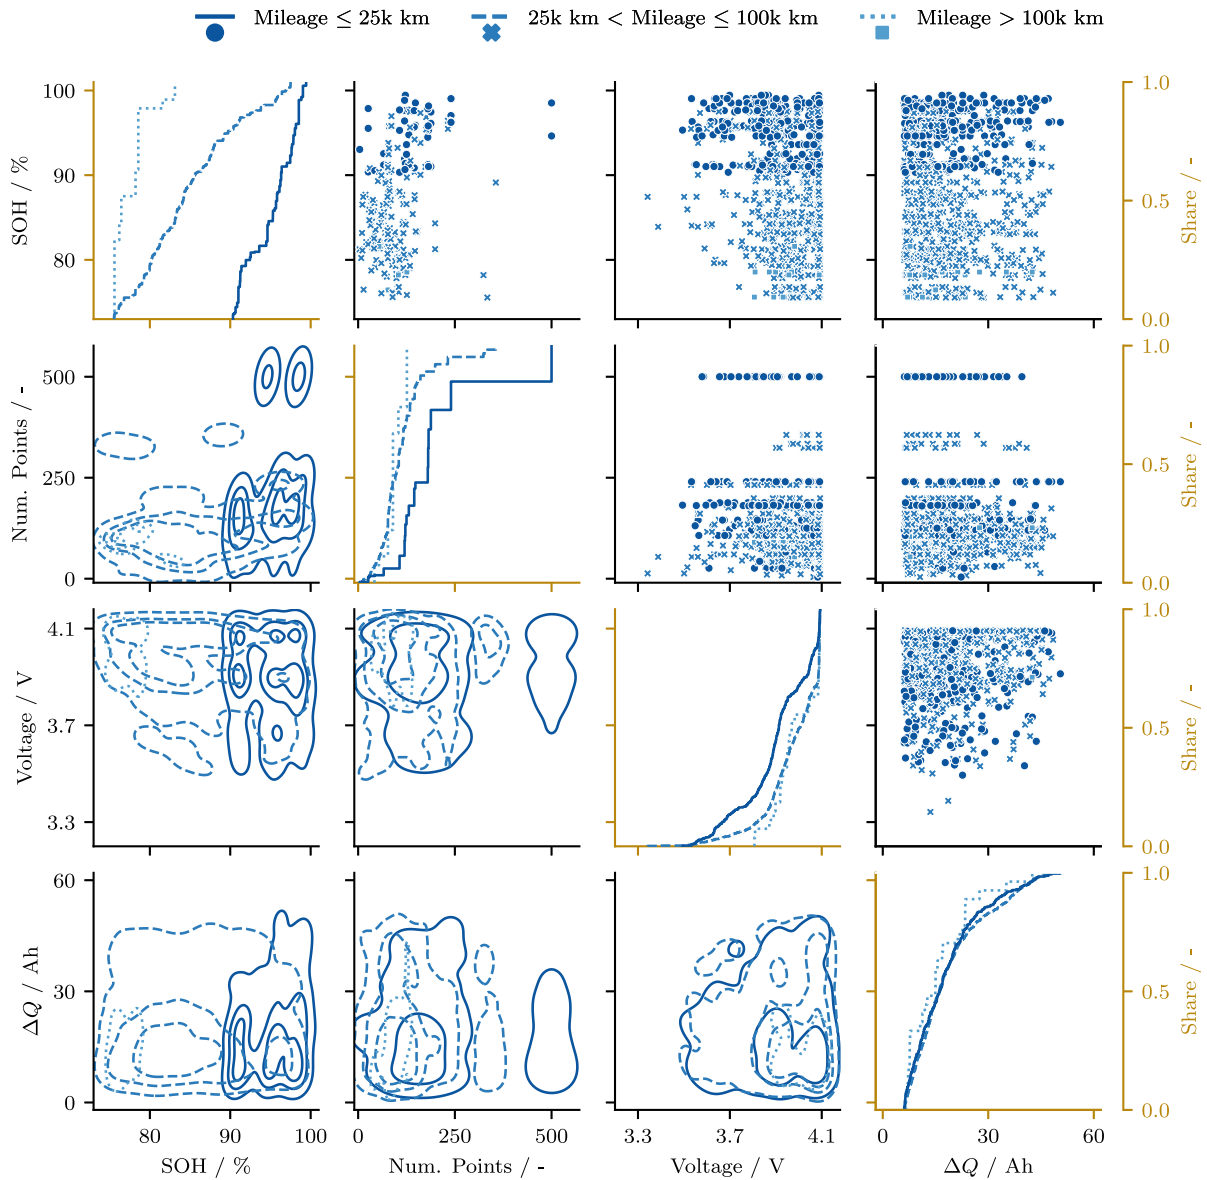 Mileage ≤ 25k km
25k km < Mileage ≤ 100k km
Mileage > 100k km
100
90
80
SOH / %
1.0
0.5
0.0
Share / -
500
250
0
Num. Points / -
1.0
0.5
0.0
Share / -
4.1
3.7
3.3
Voltage / V
1.0
0.5
0.0
Share / -
60
30
0
ΔQ / Ah
1.0
0.5
0.0
Share / -
80 90 100
0 250 500
3.3 3.7 4.1
0 30 60
SOH / %
Num. Points / -
Voltage / V
ΔQ / Ah